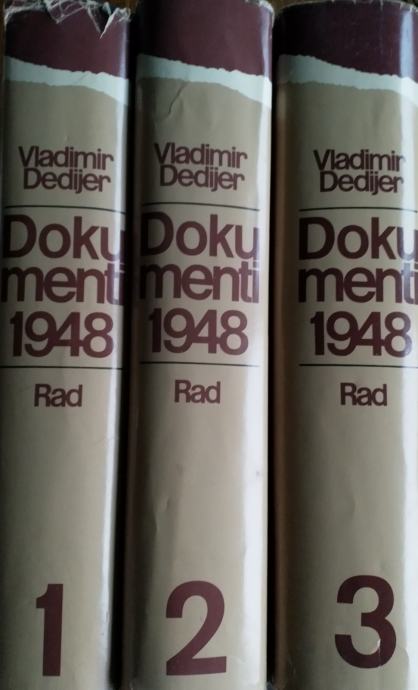 Vladimir
Dedijer
Doku
menti
1948
Rad
1
Vladimir
Dedijer
Doku
menti
1948
Rad
2
Vladimir
Dedijer
Doku
menti
1948
Rad
3